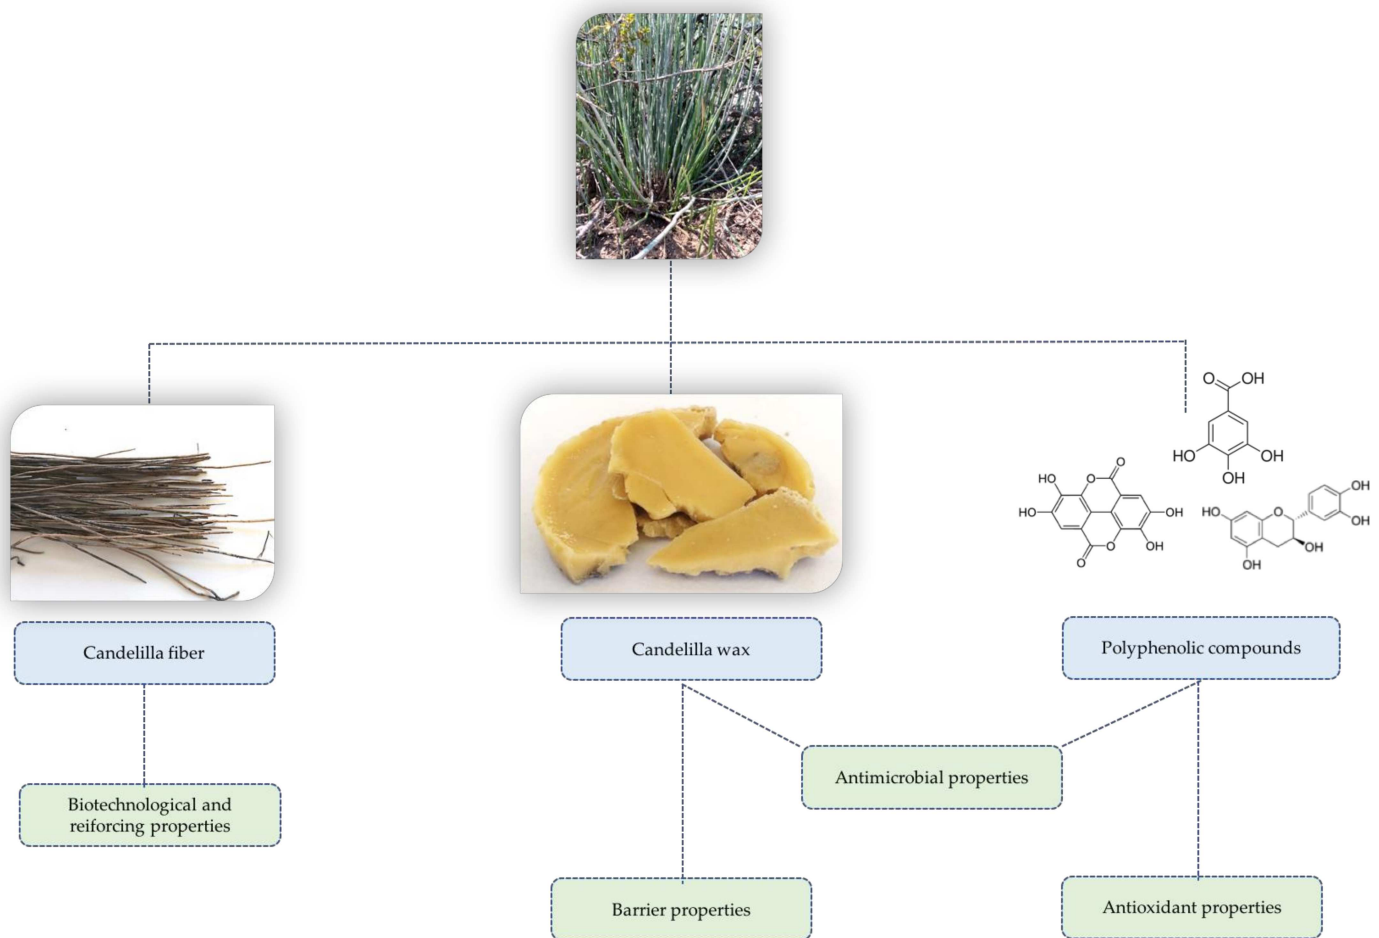 O
OH
HO
OH
OH
O
O
HO
HO
OH
OH
O
O
OH
OH
HO
O
OH
OH
Candelilla fiber
Candelilla wax
Polyphenolic compounds
Antimicrobial properties
Biotechnological and
reiforcing properties
Barrier properties
Antioxidant properties